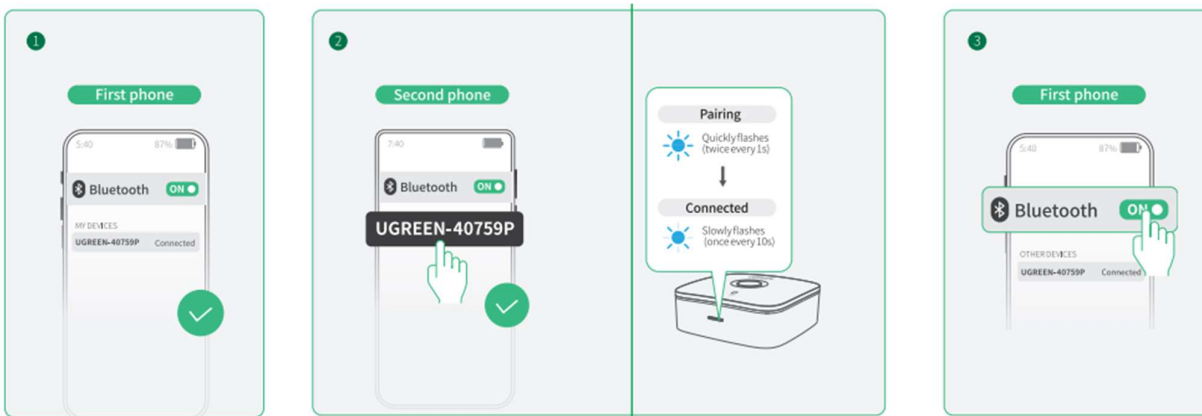 1
First phone
5:40 87%
Bluetooth ON
MY DEVICES
UGREEN-40759P Connected
2
Second phone
7:40
Bluetooth ON
UGREEN-40759P
Pairing
Quickly flashes
(twice every 1s)
Connected
Slowly flashes
(once every 10s)
3
First phone
5:40 87%
Bluetooth ON
OTHER DEVICES
UGREEN-40759P Connected